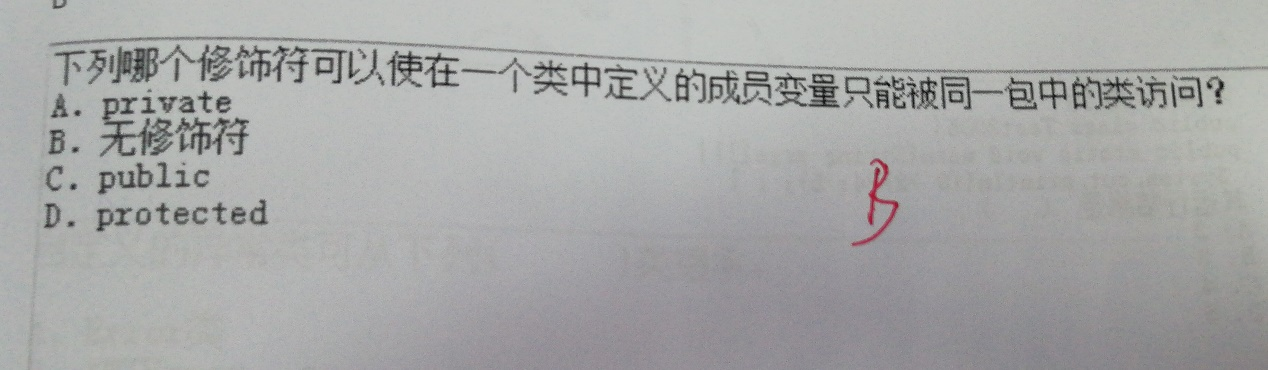 下列哪个修饰符可以使在一个类中定义的成员变量只能被同一包中的类访问?
A. private
B. 无修饰符
C. public
D. protected
B